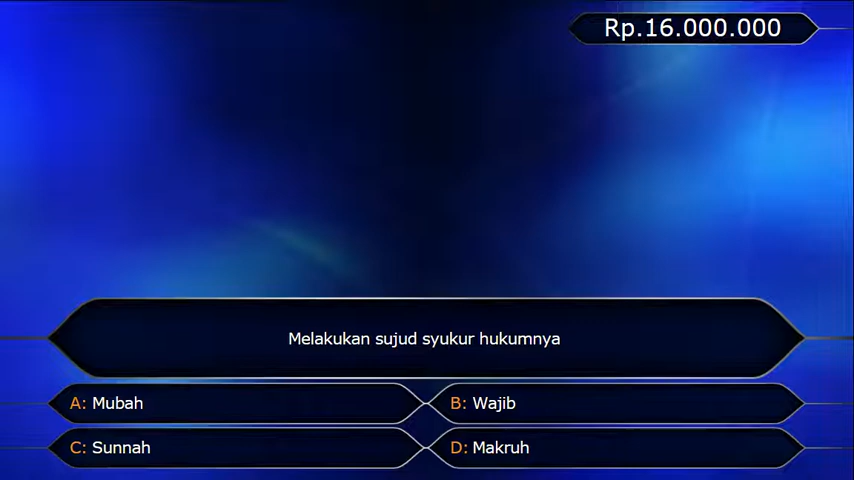 Rp.16.000.000
Melakukan sujud syukur hukumnya
A: Mubah
B: Wajib
C: Sunnah
D: Makruh